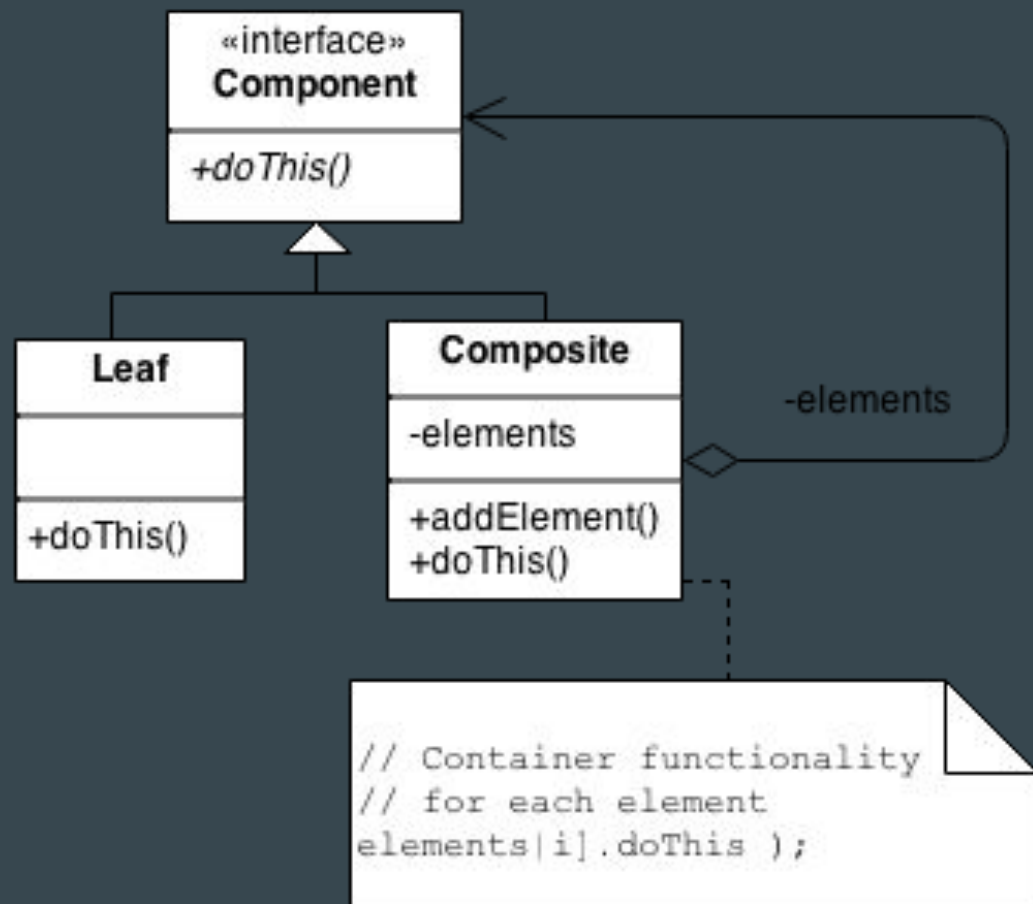 «interface»
Component
+doThis()
Leaf
+doThis()
Composite
-elements
+addElement()
+doThis()
-elements
// Container functionality
// for each element
elements|i].doThis );